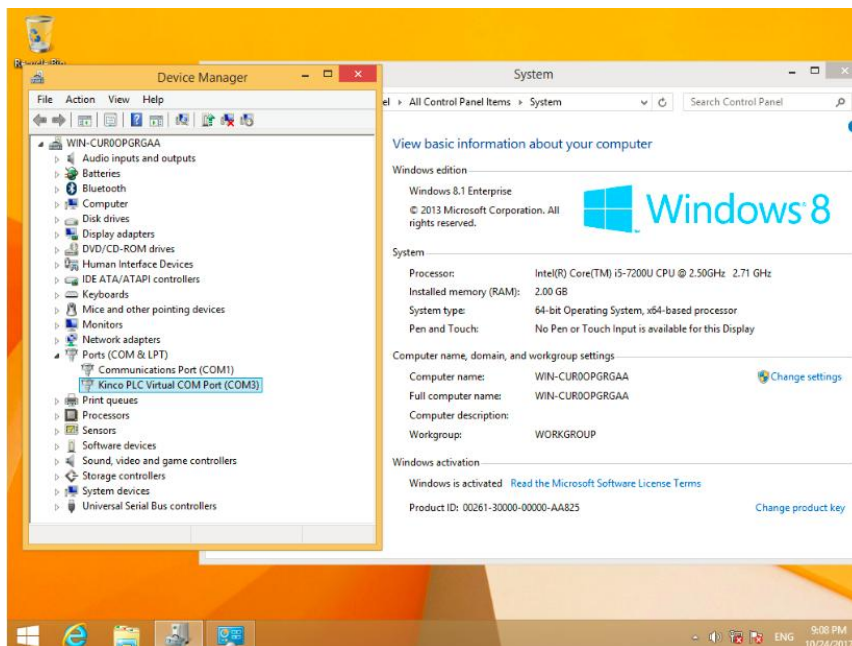 Device Manager
File Action View Help
WIN-CUR0OPGRGAA
Audio inputs and outputs
Batteries
Bluetooth
Computer
Disk drives
Display adapters
DVD/CD-ROM drives
Human Interface Devices
IDE ATA/ATAPI controllers
Keyboards
Mice and other pointing devices
Monitors
Network adapters
Ports (COM & LPT)
Communications Port (COM1)
Kinco PLC Virtual COM Port (COM3)
Print queues
Processors
Sensors
Software devices
Sound, video and game controllers
Storage controllers
System devices
Universal Serial Bus controllers
System
All Control Panel Items System
Search Control Panel
View basic information about your computer
Windows edition
Windows 8.1 Enterprise
© 2013 Microsoft Corporation. All
rights reserved.
Windows 8
System
Processor: Intel(R) Core(TM) i5-7200U CPU @ 2.50GHz 2.71 GHz
Installed memory (RAM): 2.00 GB
System type: 64-bit Operating System, x64-based processor
Pen and Touch: No Pen or Touch Input is available for this Display
Computer name, domain, and workgroup settings
Computer name: WIN-CUR0OPGRGAA Change settings
Full computer name: WIN-CUR0OPGRGAA
Computer description:
Workgroup: WORKGROUP
Windows activation
Windows is activated Read the Microsoft Software License Terms
Product ID: 00261-30000-00000-AA825 Change product key
ENG
9:08 PM